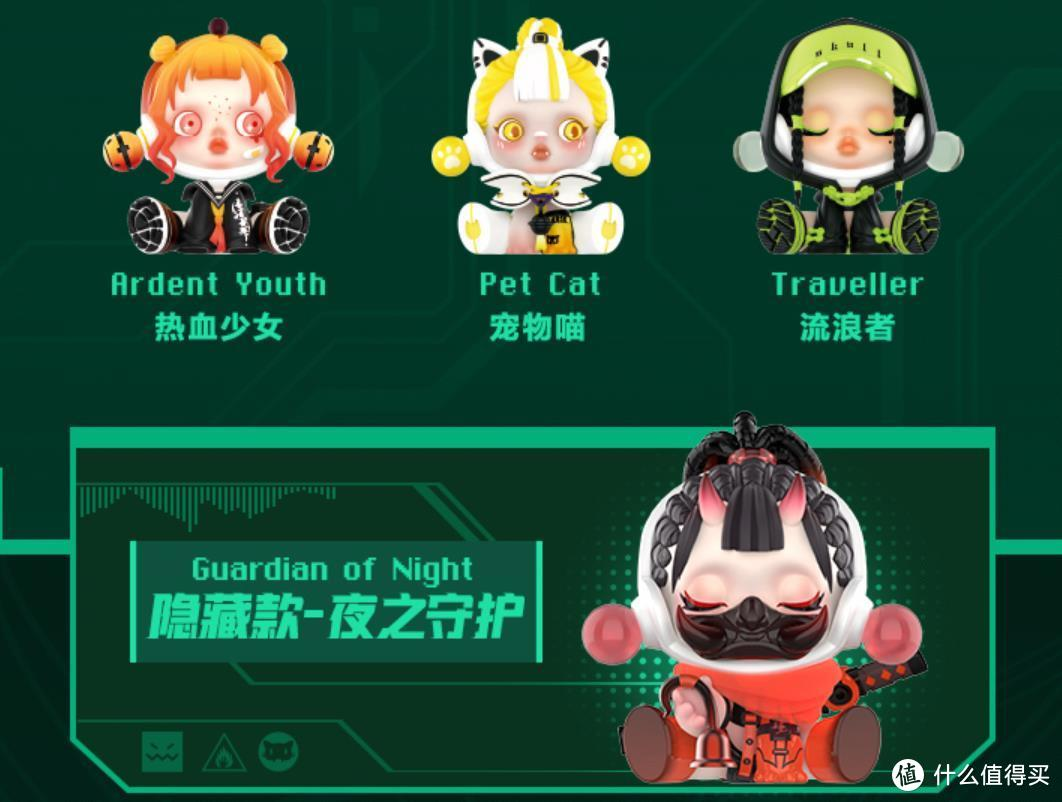 skull
Ardent Youth
Pet Cat
Traveller
热血少女
宠物喵
流浪者
Guardian of Night
隐藏款-夜之守护
值 什么值得买